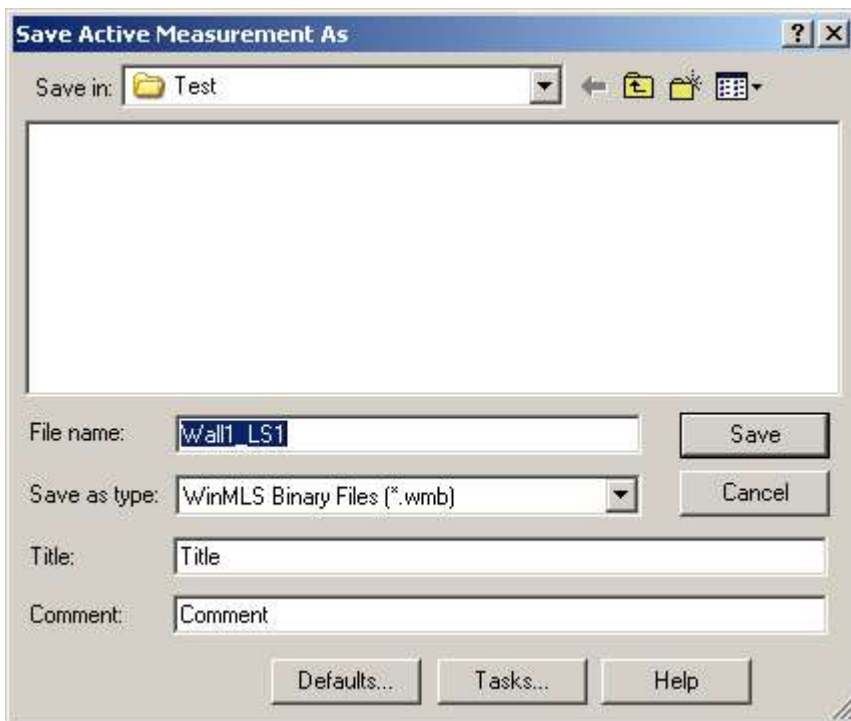 Save Active Measurement As
Save in: Test
File name: Wall1_LS1 Save
Save as type: WinMLS Binary Files (*.wmb) Cancel
Title: Title
Comment: Comment
Defaults... Tasks... Help